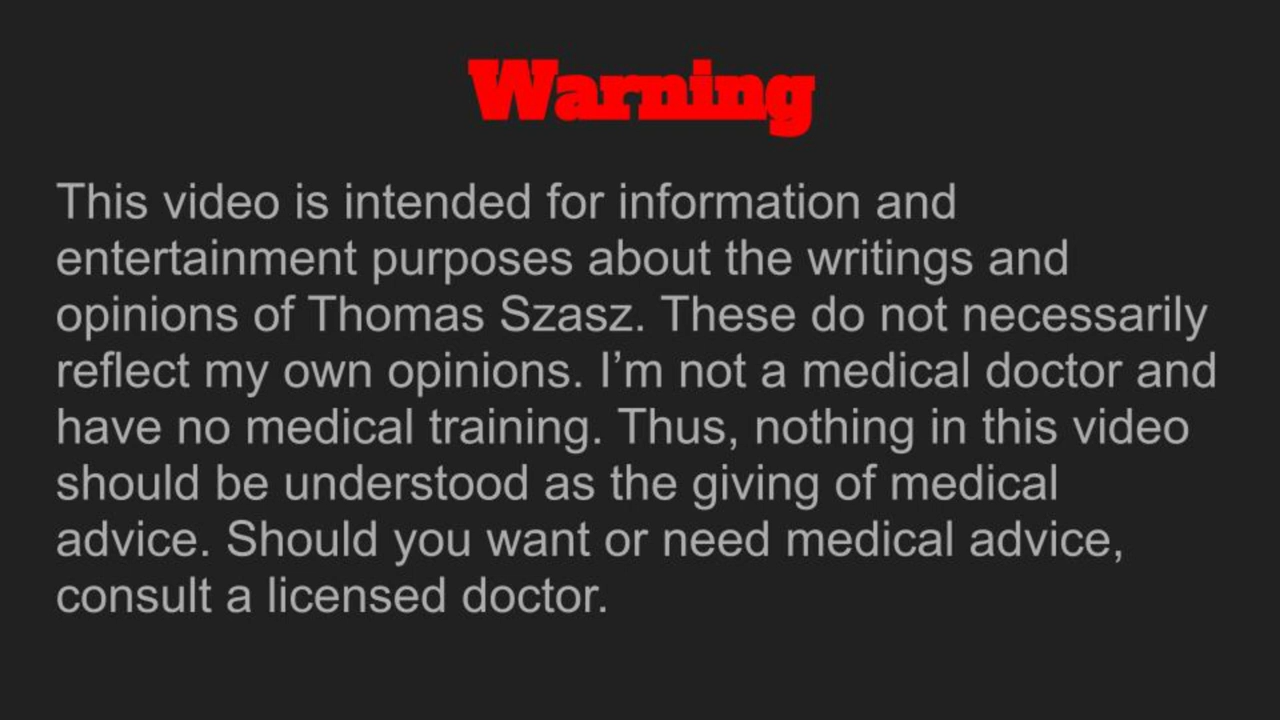 Warning
This video is intended for information and
entertainment purposes about the writings and
opinions of Thomas Szasz. These do not necessarily
reflect my own opinions. I’m not a medical doctor and
have no medical training. Thus, nothing in this video
should be understood as the giving of medical
advice. Should you want or need medical advice,
consult a licensed doctor.